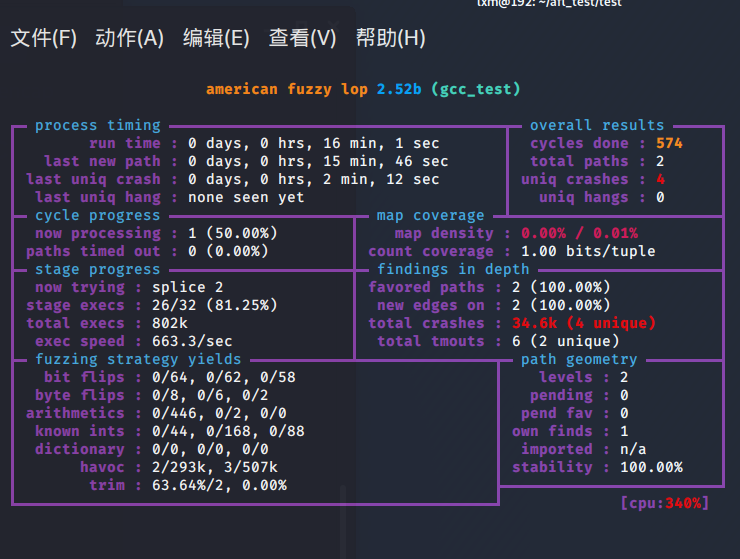 lxm@192: ~/afl_test/test
文件(F) 动作(A) 编辑(E) 查看(V) 帮助(H)
american fuzzy lop 2.52b (gcc_test)
process timing overall results
run time : 0 days, 0 hrs, 16 min, 1 sec cycles done : 574
last new path : 0 days, 0 hrs, 15 min, 46 sec total paths : 2
last uniq crash : 0 days, 0 hrs, 2 min, 12 sec uniq crashes : 4
last uniq hang : none seen yet uniq hangs : 0
cycle progress map coverage
now processing : 1 (50.00%) map density : 0.00% / 0.01%
paths timed out : 0 (0.00%) count coverage : 1.00 bits/tuple
stage progress findings in depth
now trying : splice 2 favored paths : 2 (100.00%)
stage execs : 26/32 (81.25%) new edges on : 2 (100.00%)
total execs : 802k total crashes : 34.6k (4 unique)
exec speed : 663.3/sec total tmouts : 6 (2 unique)
fuzzing strategy yields path geometry
bit flips : 0/64, 0/62, 0/58 levels : 2
byte flips : 0/8, 0/6, 0/2 pending : 0
arithmetics : 0/446, 0/2, 0/0 pend fav : 0
known ints : 0/44, 0/168, 0/88 own finds : 1
dictionary : 0/0, 0/0, 0/0 imported : n/a
havoc : 2/293k, 3/507k stability : 100.00%
trim : 63.64%/2, 0.00%
[cpu:340%]